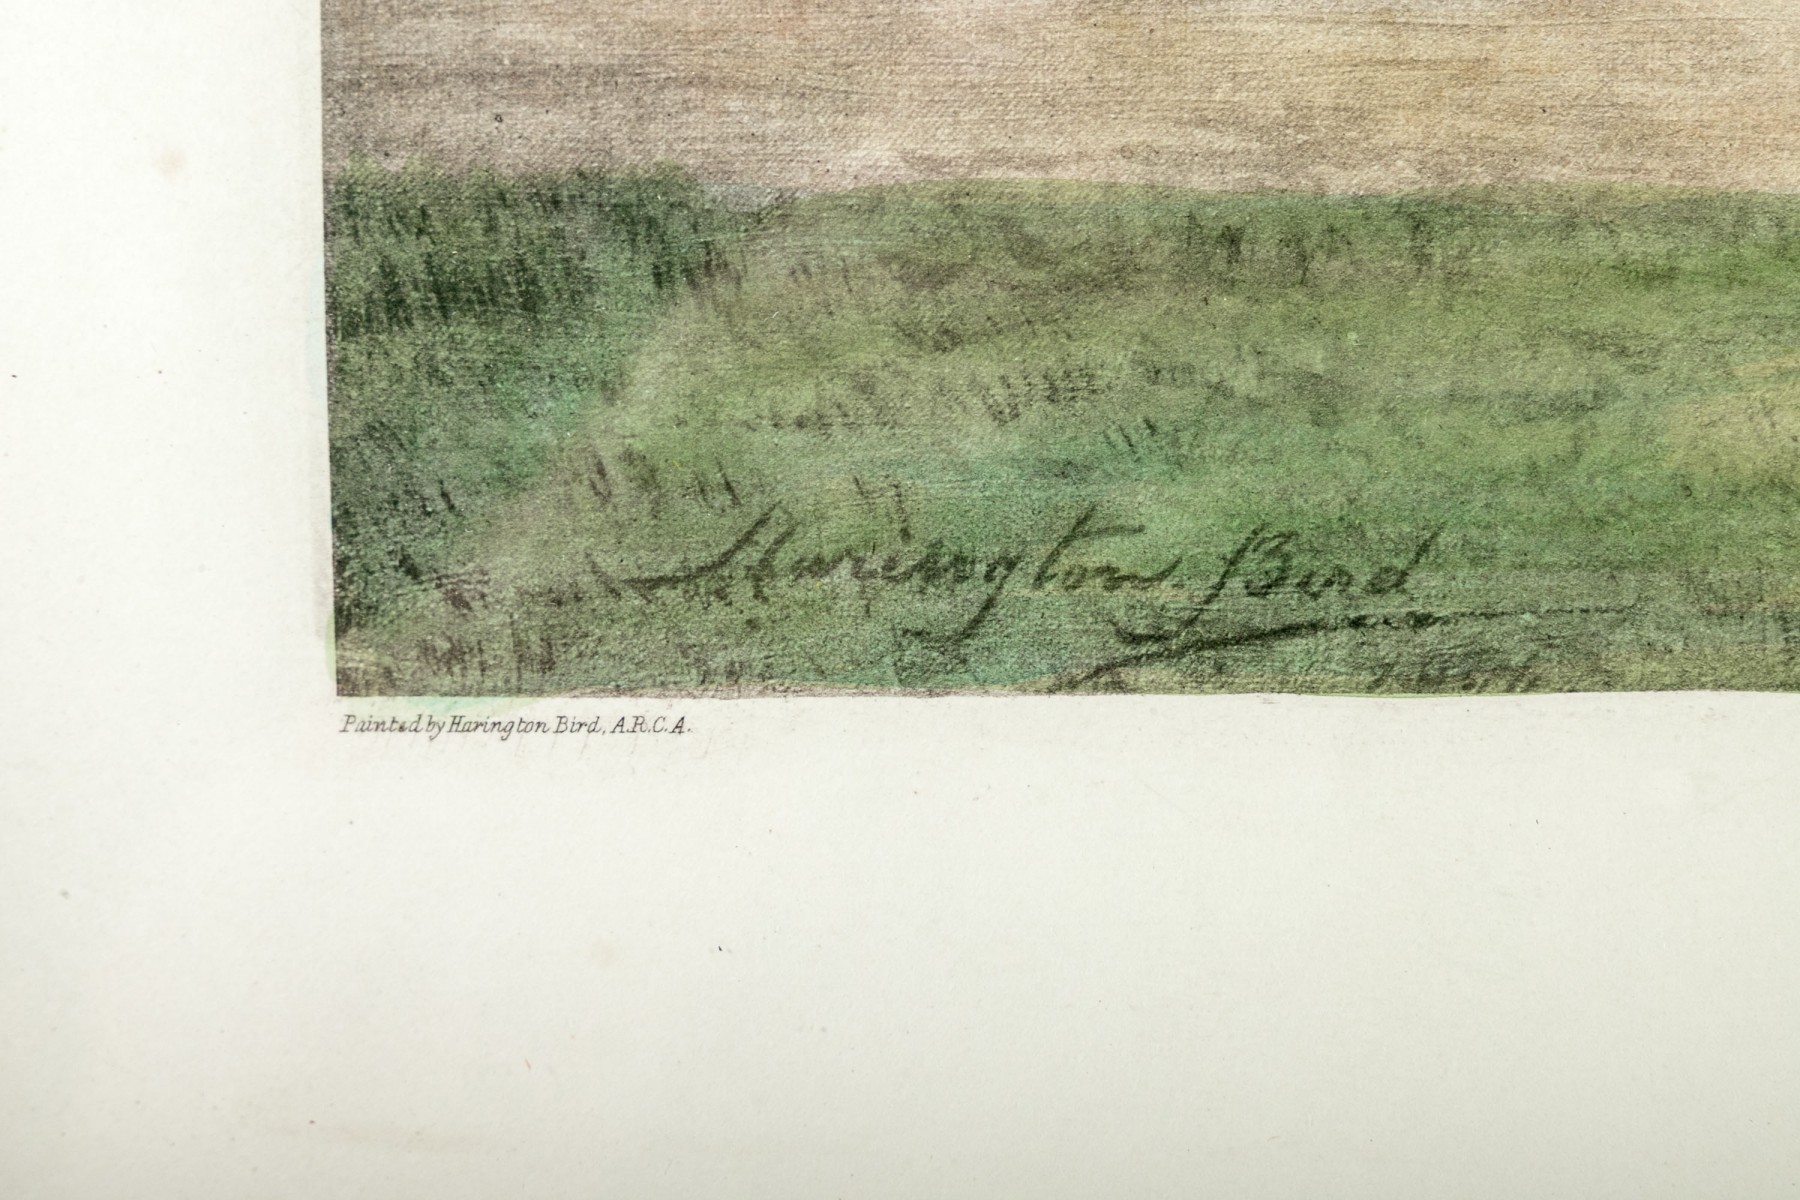 Harington Bird
Painted by Harington Bird, A.R.C.A.